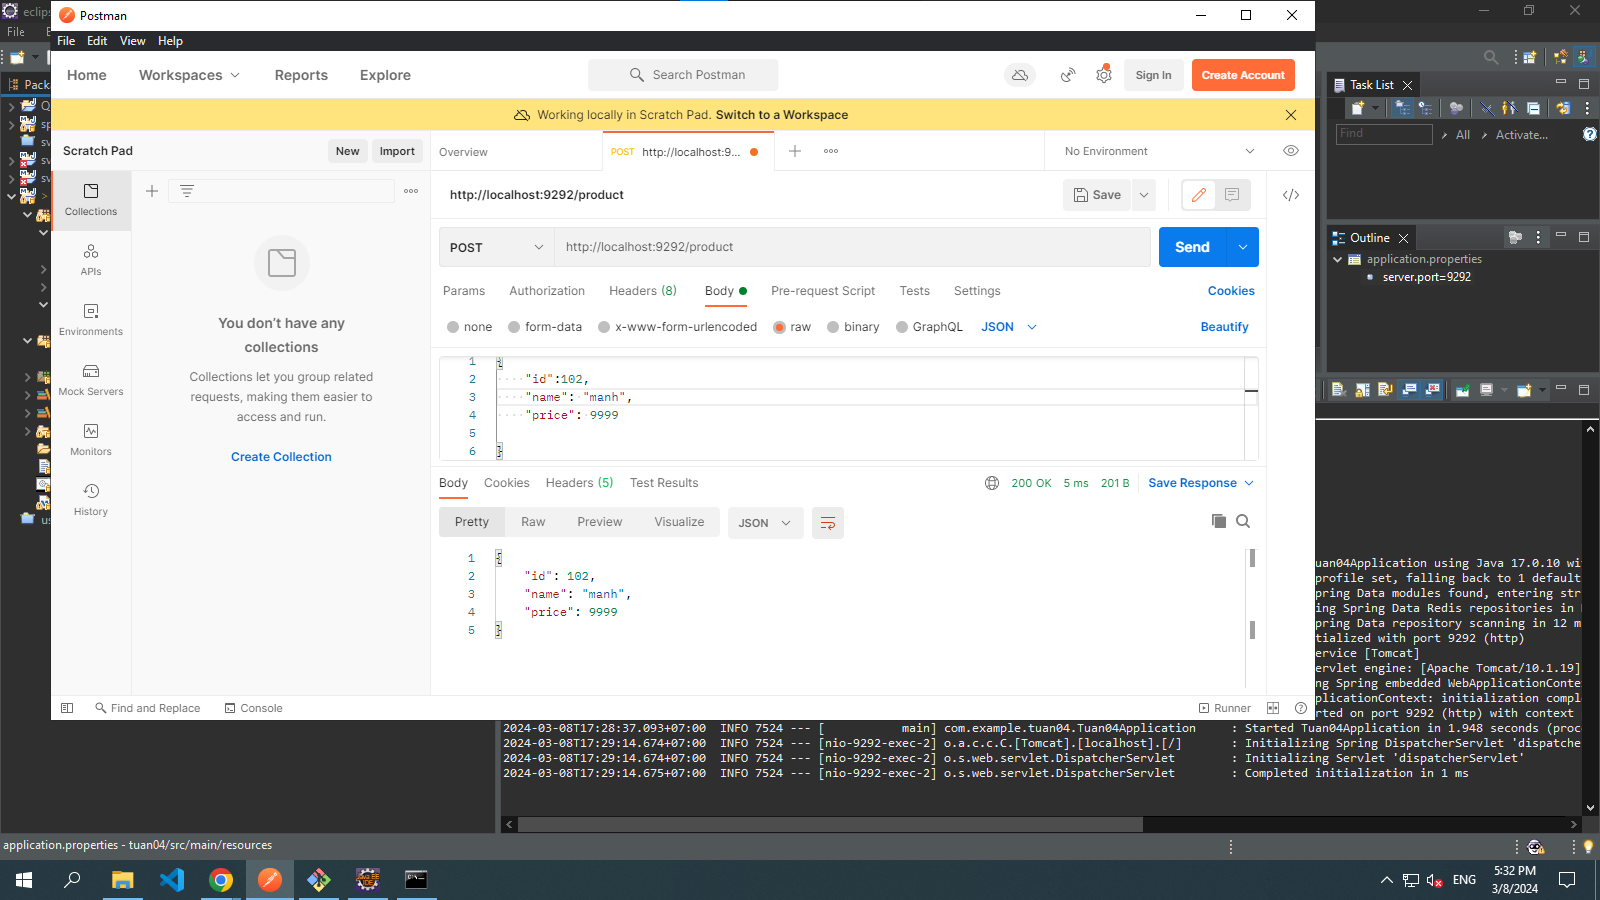 eclips
Postman
File
File Edit View Help
Home Workspaces Reports Explore
Search Postman
Sign In
Create Account
Working locally in Scratch Pad. Switch to a Workspace
Packa
Task List
Find
All
Activate...
Scratch Pad
New
Import
Overview
POST http://localhost:9...
No Environment
http://localhost:9292/product
Save
Collections
APIs
Environments
Mock Servers
Monitors
History
You don't have any
collections
Collections let you group related
requests, making them easier to
access and run.
Create Collection
POST
http://localhost:9292/product
Send
Params Authorization Headers (8) Body Pre-request Script Tests Settings
Cookies
none form-data x-www-form-urlencoded raw binary GraphQL JSON
Beautify
1 {
2 "id":102,
3 "name": "manh",
4 "price": 9999
5
6 }
Body Cookies Headers (5) Test Results
200 OK 5 ms 201 B
Save Response
Pretty Raw Preview Visualize JSON
1 {
2 "id": 102,
3 "name": "manh",
4 "price": 9999
5 }
Find and Replace
Console
Runner
Outline
application.properties
server.port=9292
uan04Application using Java 17.0.10 wi
profile set, falling back to 1 default
pring Data modules found, entering str
ing Spring Data Redis repositories in
pring Data repository scanning in 12 m
tialized with port 9292 (http)
ervice [Tomcat]
ervlet engine: [Apache Tomcat/10.1.19]
ng Spring embedded WebApplicationConte
pplicationContext: initialization compl
rted on port 9292 (http) with context
2024-03-08T17:28:37.093+07:00 INFO 7524 --- [ main] com.example.tuan04.Tuan04Application : Started Tuan04Application in 1.948 seconds (proc
2024-03-08T17:29:14.674+07:00 INFO 7524 --- [nio-9292-exec-2] o.a.c.c.C.[Tomcat].[localhost].[/] : Initializing Spring DispatcherServlet 'dispatche
2024-03-08T17:29:14.675+07:00 INFO 7524 --- [nio-9292-exec-2] o.s.web.servlet.DispatcherServlet : Initializing Servlet 'dispatcherServlet'
2024-03-08T17:29:14.675+07:00 INFO 7524 --- [nio-9292-exec-2] o.s.web.servlet.DispatcherServlet : Completed initialization in 1 ms
application.properties - tuan04/src/main/resources
ENG
5:32 PM
3/8/2024